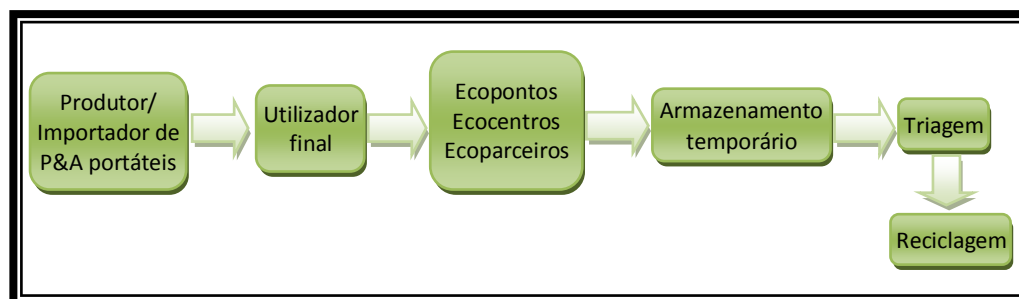 Produtor/
Importador de
P&A portáteis
Utilizador
final
Ecopontos
Ecocentros
Ecoparceiros
Armazenamento
temporário
Triagem
Reciclagem